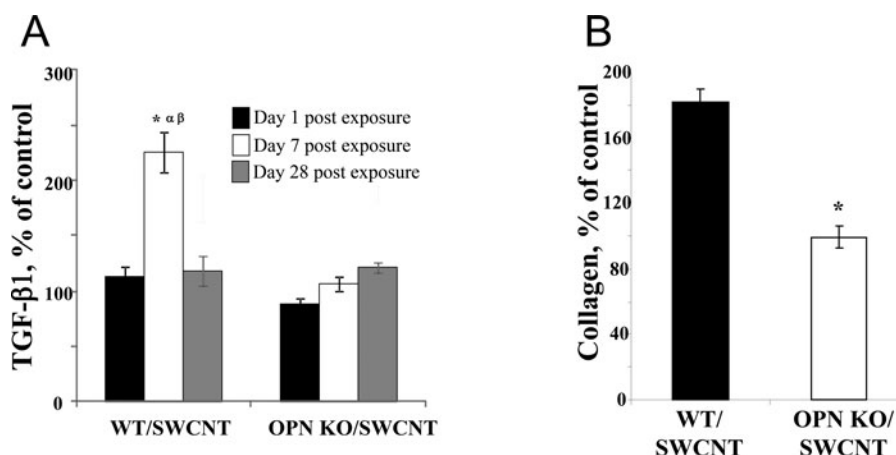 A
TGF-β1, % of control
300
200
100
0
* α β
Day 1 post exposure
Day 7 post exposure
Day 28 post exposure
WT/SWCNT
OPN KO/SWCNT
B
Collagen, % of control
200
160
120
80
40
0
*
WT/
SWCNT
OPN KO/
SWCNT